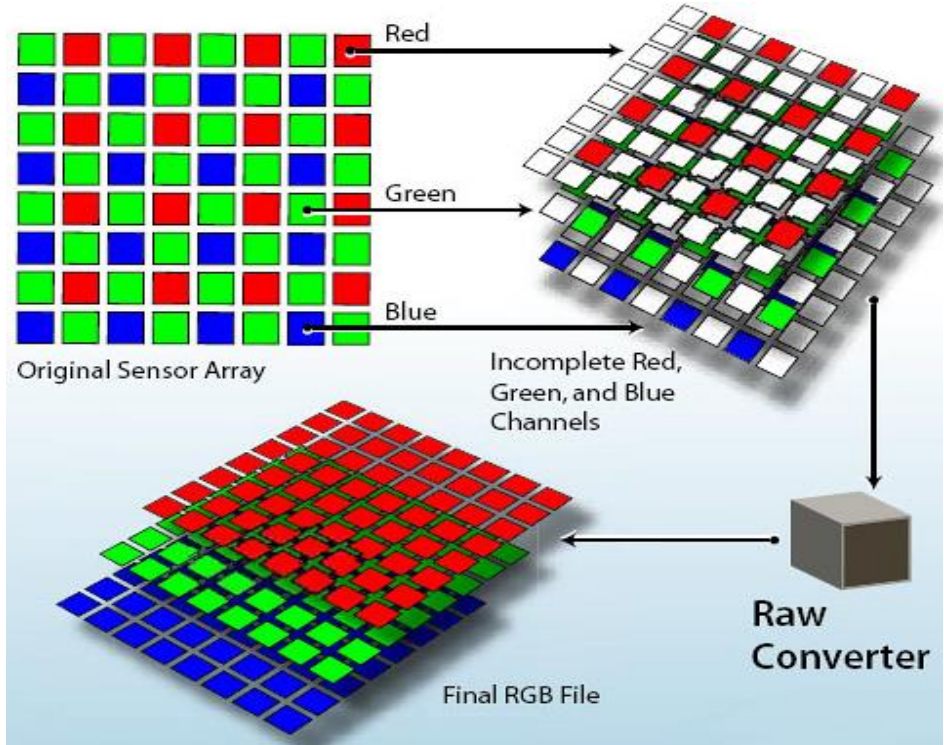 Red
Green
Blue
Original Sensor Array
Incomplete Red,
Green, and Blue
Channels
Raw
Converter
Final RGB File